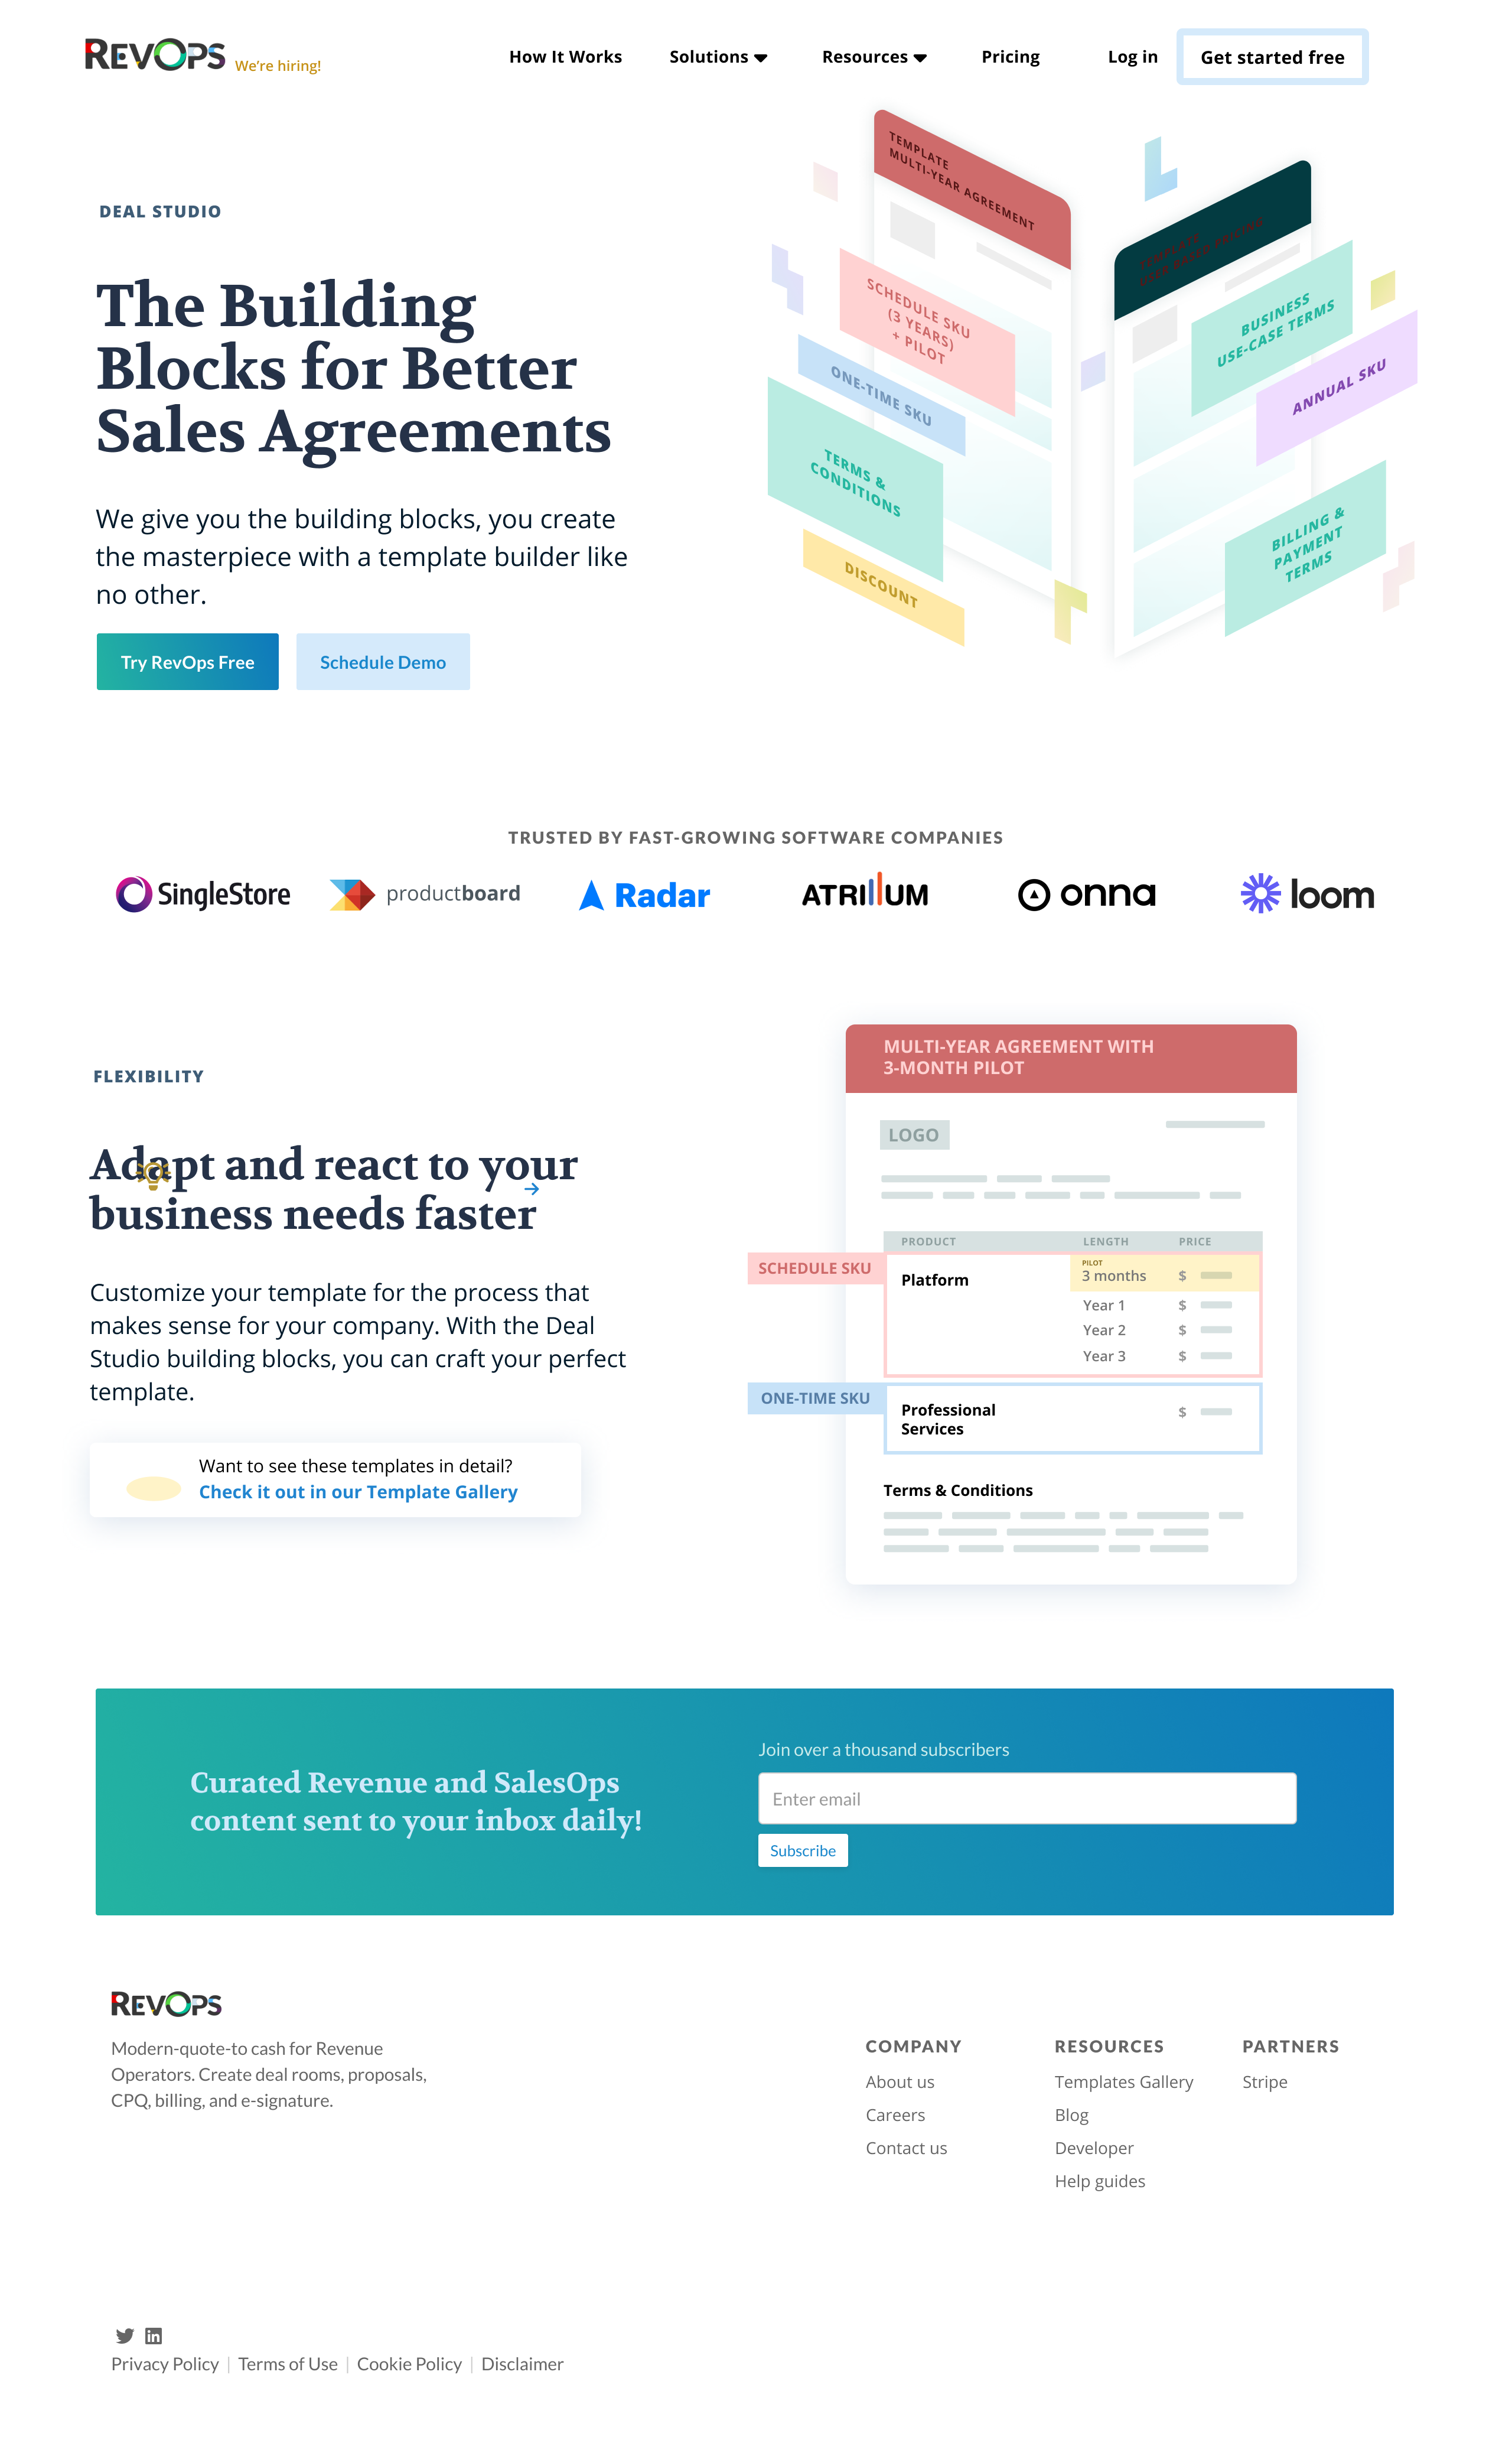 REVOPS
We're hiring!
How It Works
Solutions
Resources
Pricing
Log in
Get started free
DEAL STUDIO
The Building
Blocks for Better
Sales Agreements
We give you the building blocks, you create
the masterpiece with a template builder like
no other.
Try RevOps Free
Schedule Demo
TEMPLATE
MULTI-YEAR AGREEMENT
SCHEDULE SKU
(3 YEARS)
+ PILOT
ONE-TIME SKU
TERMS &
CONDITIONS
DISCOUNT
TEMPLATE
USER BASED PRICING
BUSINESS
USE-CASE TERMS
ANNUAL SKU
BILLING &
PAYMENT
TERMS
TRUSTED BY FAST-GROWING SOFTWARE COMPANIES
SingleStore
productboard
Radar
ATRIUM
onna
loom
FLEXIBILITY
Adapt and react to your
business needs faster
Customize your template for the process that
makes sense for your company. With the Deal
Studio building blocks, you can craft your perfect
template.
Want to see these templates in detail?
Check it out in our Template Gallery
MULTI-YEAR AGREEMENT WITH
3-MONTH PILOT
LOGO
PRODUCT LENGTH PRICE
SCHEDULE SKU
Platform
PILOT
3 months $
Year 1 $
Year 2 $
Year 3 $
ONE-TIME SKU
Professional
Services
$
Terms & Conditions
Curated Revenue and SalesOps
content sent to your inbox daily!
Join over a thousand subscribers
Enter email
Subscribe
REVOPS
Modern-quote-to cash for Revenue
Operators. Create deal rooms, proposals,
CPQ, billing, and e-signature.
COMPANY
About us
Careers
Contact us
RESOURCES
Templates Gallery
Blog
Developer
Help guides
PARTNERS
Stripe
in
Privacy Policy | Terms of Use | Cookie Policy | Disclaimer